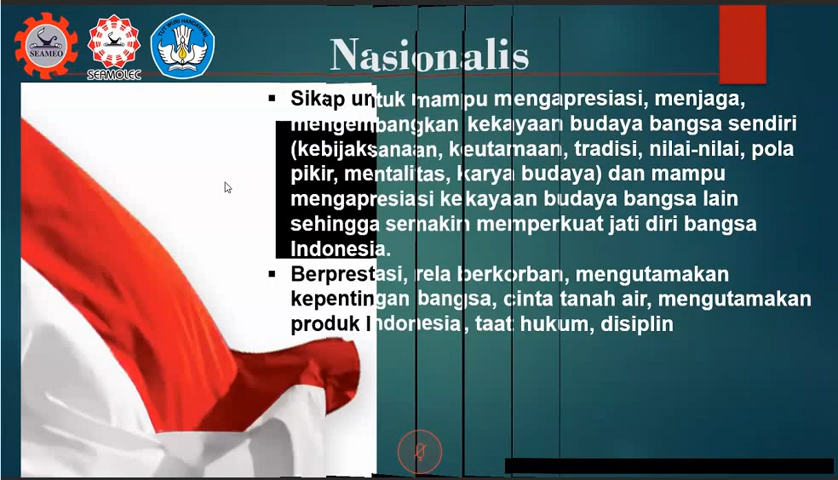 SEAMEO
SEAMOLEC
TUT WURI HANDAYANI
Nasionalis
Sikap untuk mampu mengapresiasi, menjaga,
mengembangkan kekayaan budaya bangsa sendiri
(kebijaksanaan, keutamaan, tradisi, nilai-nilai, pola
pikir, mentalitas, karya budaya) dan mampu
mengapresiasi kekayaan budaya bangsa lain
sehingga semakin memperkuat jati diri bangsa
Indonesia.
Berprestasi, rela berkorban, mengutamakan
kepentingan bangsa, cinta tanah air, mengutamakan
produk Indonesia, taat hukum, disiplin